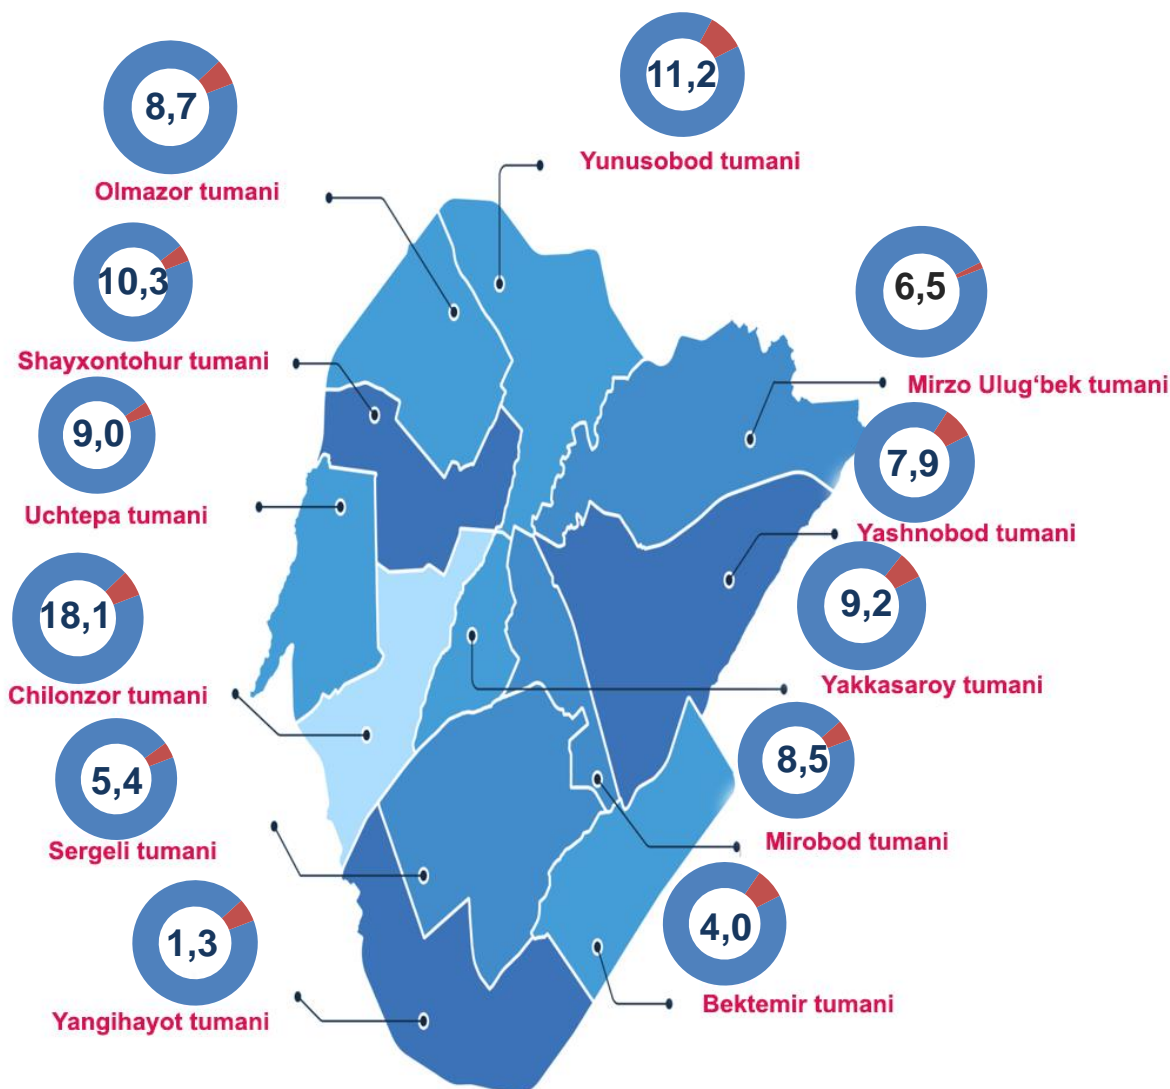 11,2
Yunusobod tumani
8,7
Olmazor tumani
10,3
Shayxontohur tumani
6,5
Mirzo Ulug‘bek tumani
9,0
Uchtepa tumani
7,9
Yashnobod tumani
18,1
Chilonzor tumani
9,2
Yakkasaroy tumani
5,4
Sergeli tumani
8,5
Mirobod tumani
1,3
Yangihayot tumani
4,0
Bektemir tumani